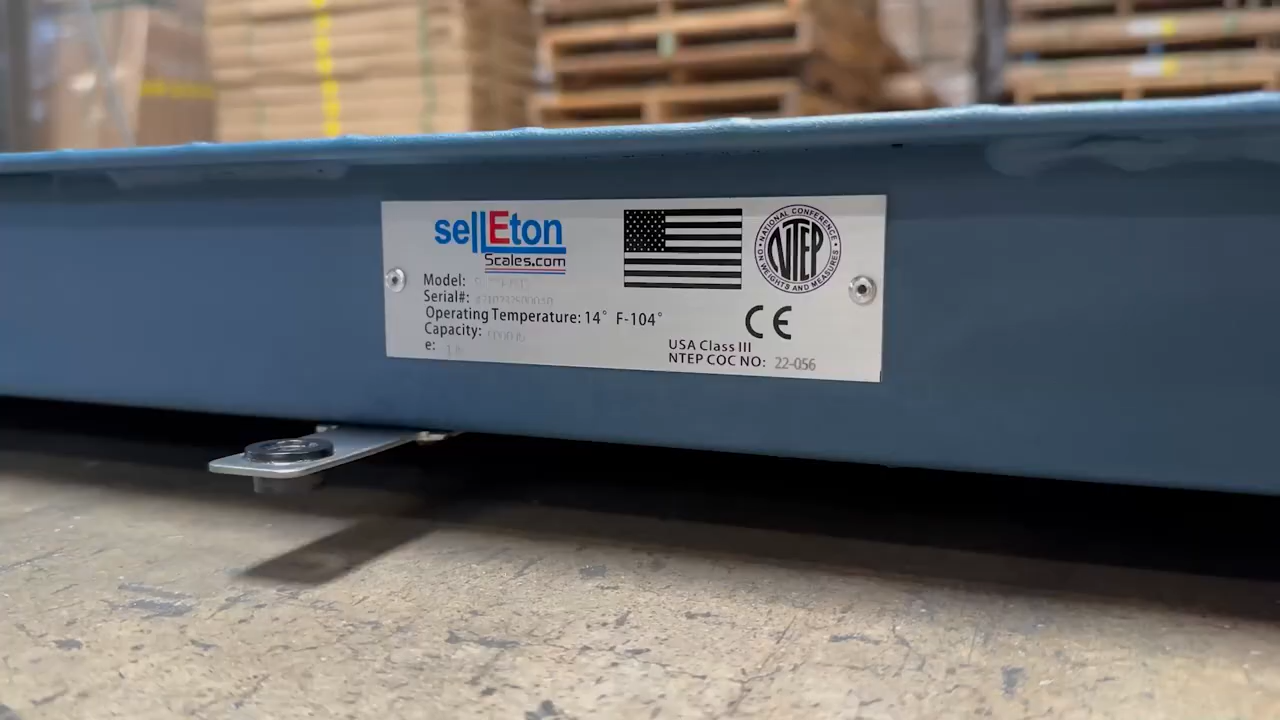 sellEton
Scales.com
NATIONAL CONFERENCE
NTEP
ON WEIGHTS AND MEASURES
Model:
Serial#:
Operating Temperature: 14° F-104°
Capacity:
e:
CE
USA Class III
NTEP COC NO: 22-056